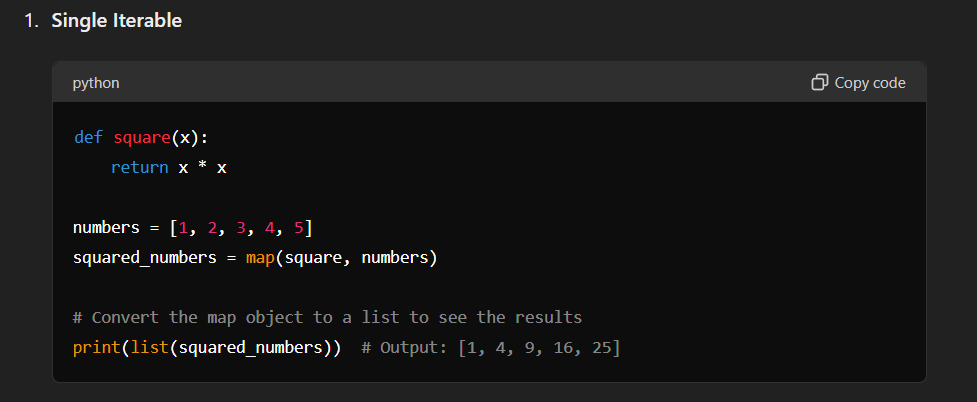 1. Single Iterable
python
Copy code
def square(x):
    return x * x
numbers = [1, 2, 3, 4, 5]
squared_numbers = map(square, numbers)
# Convert the map object to a list to see the results
print(list(squared_numbers))  # Output: [1, 4, 9, 16, 25]